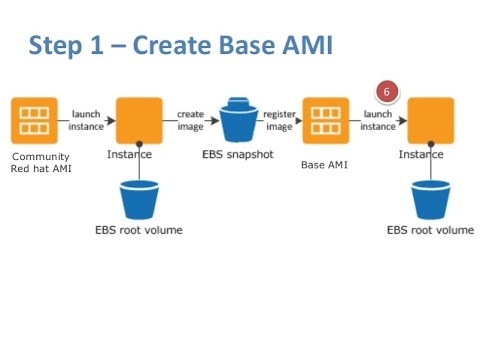 Step 1 – Create Base AMI
6
launch
instance
create
image
register
image
launch
instance
Community
Red hat AMI
Instance
EBS snapshot
Base AMI
Instance
EBS root volume
EBS root volume